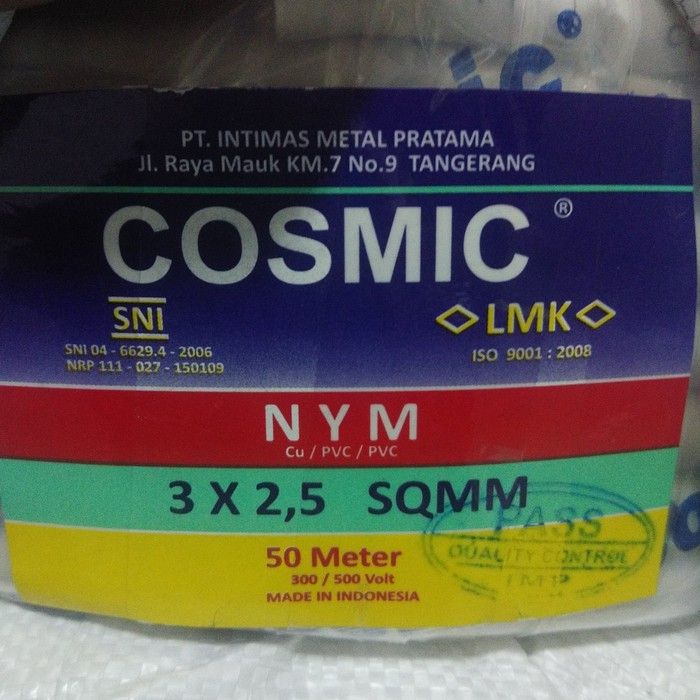 PT. INTIMAS METAL PRATAMA
Jl. Raya Mauk KM.7 No.9 TANGERANG
COSMIC ®
SNI
SNI 04 - 6629.4 - 2006
NRP 111 - 027 - 150109
LMK
ISO 9001 : 2008
NYM
Cu / PVC / PVC
3 X 2,5 SQMM
50 Meter
300 / 500 Volt
MADE IN INDONESIA
PASS
QUALITY CONTROL